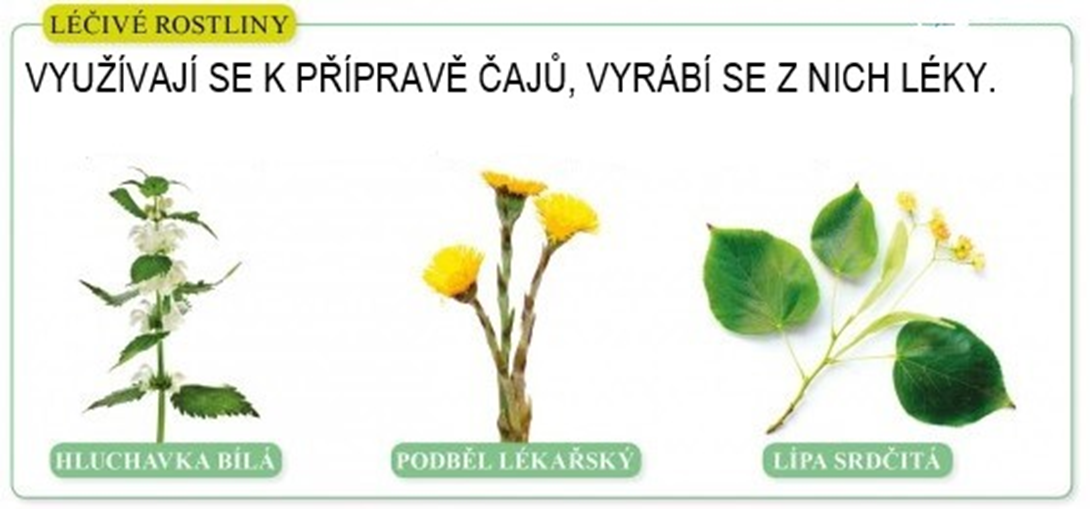 LÉČIVÉ ROSTLINY
VYUŽÍVAJÍ SE K PŘÍPRAVĚ ČAJŮ, VYRÁBÍ SE Z NICH LÉKY.
HLUCHAVKA BÍLÁ
PODBĚL LÉKAŘSKÝ
LÍPA SRDČITÁ